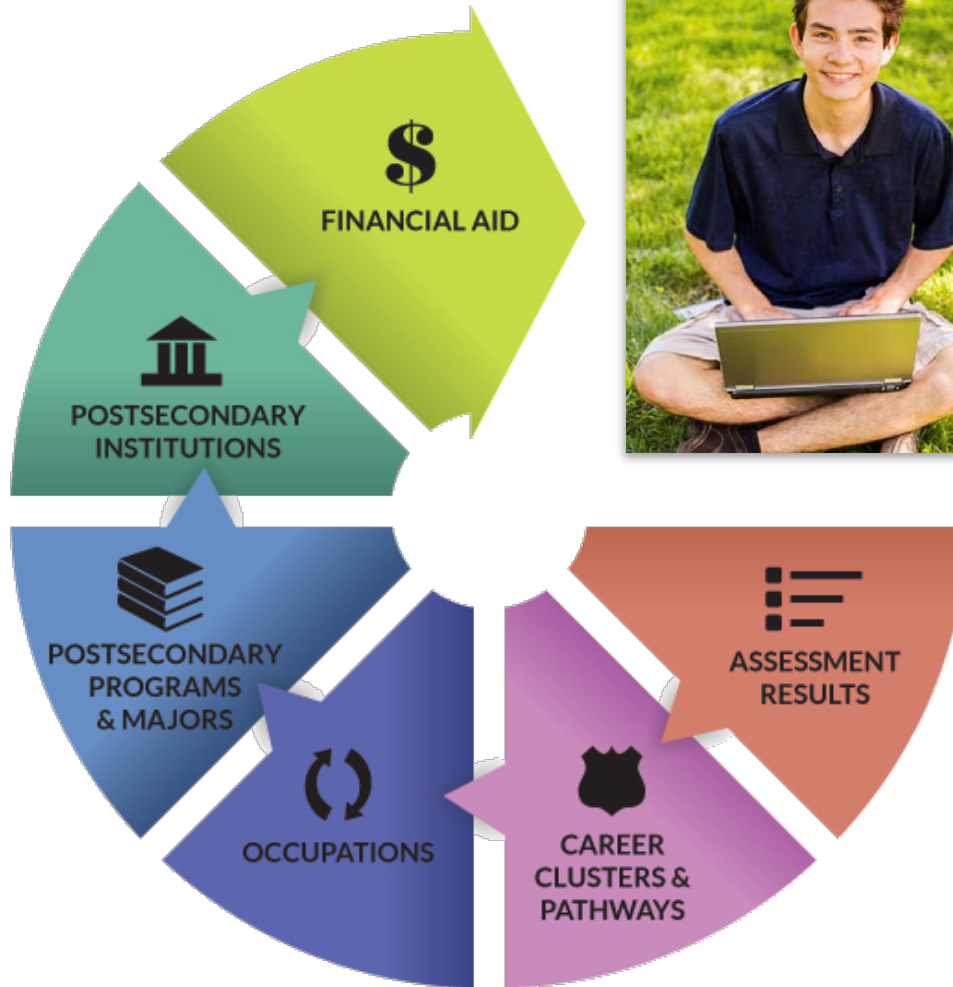 $
FINANCIAL AID
POSTSECONDARY
INSTITUTIONS
POSTSECONDARY
PROGRAMS
& MAJORS
OCCUPATIONS
CAREER
CLUSTERS &
PATHWAYS
ASSESSMENT
RESULTS